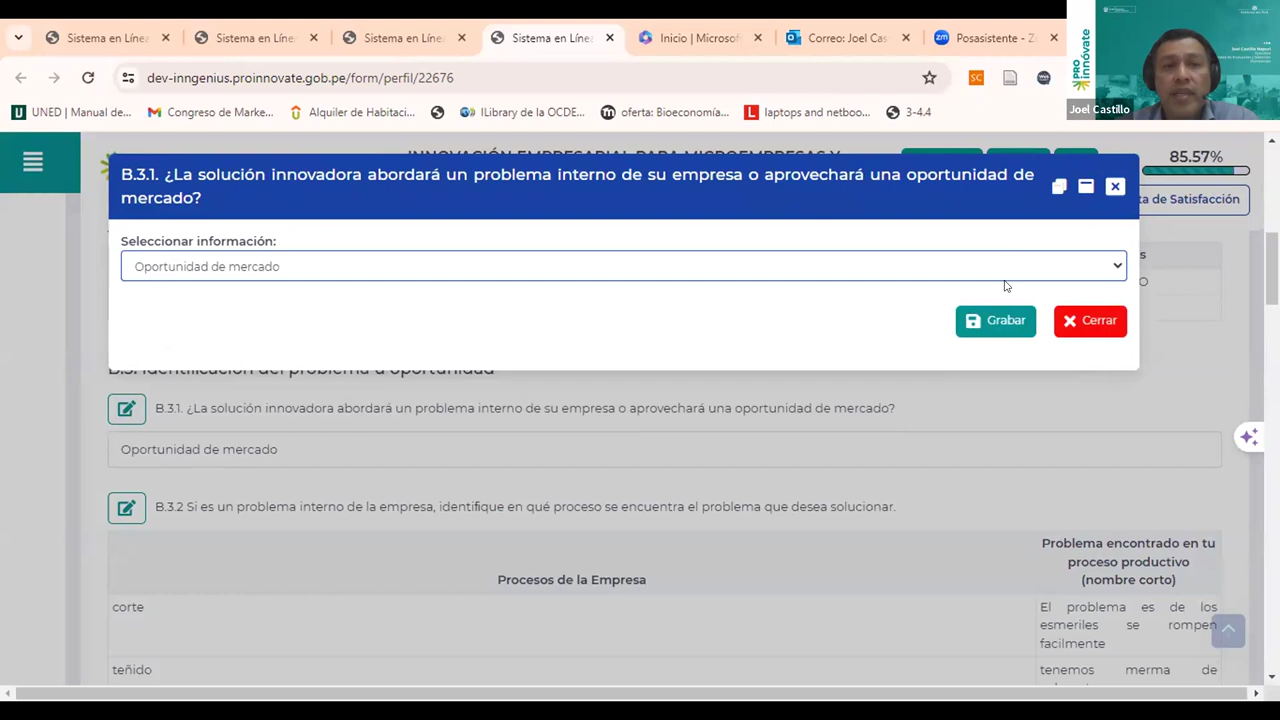 Sistema en Líne
Sistema en Líne
Sistema en Líne
Sistema en Líne
Inicio | Microsof
Correo: Joel Cas
Posasistente - Z
dev-inngenius.proinnovate.gob.pe/form/perfil/22676
UNED | Manual de...
Congreso de Marke...
Alquiler de habitaci...
ILibrary de la OCDE...
oferta: Bioeconomía...
laptops and netboo...
3-4.4
PRO
innóvate
Joel Castillo
85.57%
ta de Satisfacción
B.3.1. ¿La solución innovadora abordará un problema interno de su empresa o aprovechará una oportunidad de
mercado?
Seleccionar información:
Oportunidad de mercado
Grabar
Cerrar
B.3.1. ¿La solución innovadora abordará un problema interno de su empresa o aprovechará una oportunidad de mercado?
Oportunidad de mercado
B.3.2 Si es un problema interno de la empresa, identifique en qué proceso se encuentra el problema que desea solucionar.
Procesos de la Empresa
Problema encontrado en tu
proceso productivo
(nombre corto)
corte
El problema es de los
esmeriles se rompen
facilmente
teñido
tenemos merma de